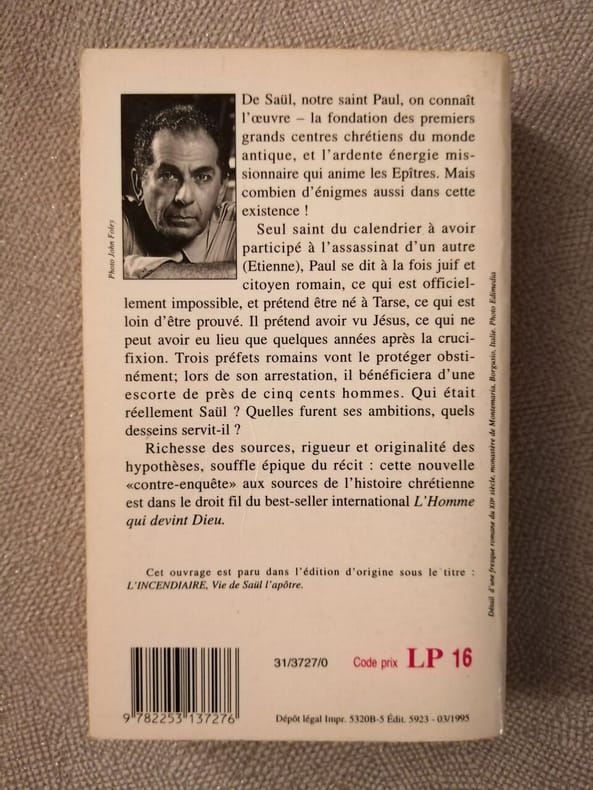 De Saül, notre saint Paul, on connaît
l'œuvre – la fondation des premiers
grands centres chrétiens du monde
antique, et l'ardente énergie mis-
sionnaire qui anime les Epîtres. Mais
combien d'énigmes aussi dans cette
existence !
Seul saint du calendrier à avoir
participé à l'assassinat d'un autre
(Etienne), Paul se dit à la fois juif et
citoyen romain, ce qui est officiel-
lement impossible, et prétend être né à Tarse, ce qui est
loin d'être prouvé. Il prétend avoir vu Jésus, ce qui ne
peut avoir eu lieu que quelques années après la cruci-
fixion. Trois préfets romains vont le protéger obsti-
nément; lors de son arrestation, il bénéficiera d'une
escorte de près de cinq cents hommes. Qui était
réellement Saül ? Quelles furent ses ambitions, quels
desseins servit-il ?
Richesse des sources, rigueur et originalité des
hypothèses, souffle épique du récit : cette nouvelle
«contre-enquête» aux sources de l'histoire chrétienne
est dans le droit fil du best-seller international L'Homme
qui devint Dieu.
Photo John Foley
Cet ouvrage est paru dans l'édition d'origine sous le titre :
L'INCENDIAIRE, Vie de Saül l'apôtre.
Détail d'une fresque romane du XIIe siècle, monastère de Montemaria, Borgusio, Italie. Photo Edimedia
31/3727/0 Code prix LP 16
9 782253 137276
Dépôt légal Impr. 5320B-5 Édit. 5923 - 03/1995